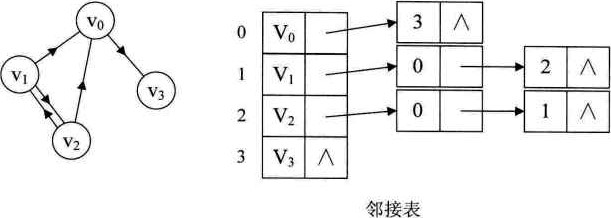 V₀
V₁
V₂
V₃
0 V₀ 3 ∧
1 V₁ 0 2 ∧
2 V₂ 0 1 ∧
3 V₃ ∧
邻接表